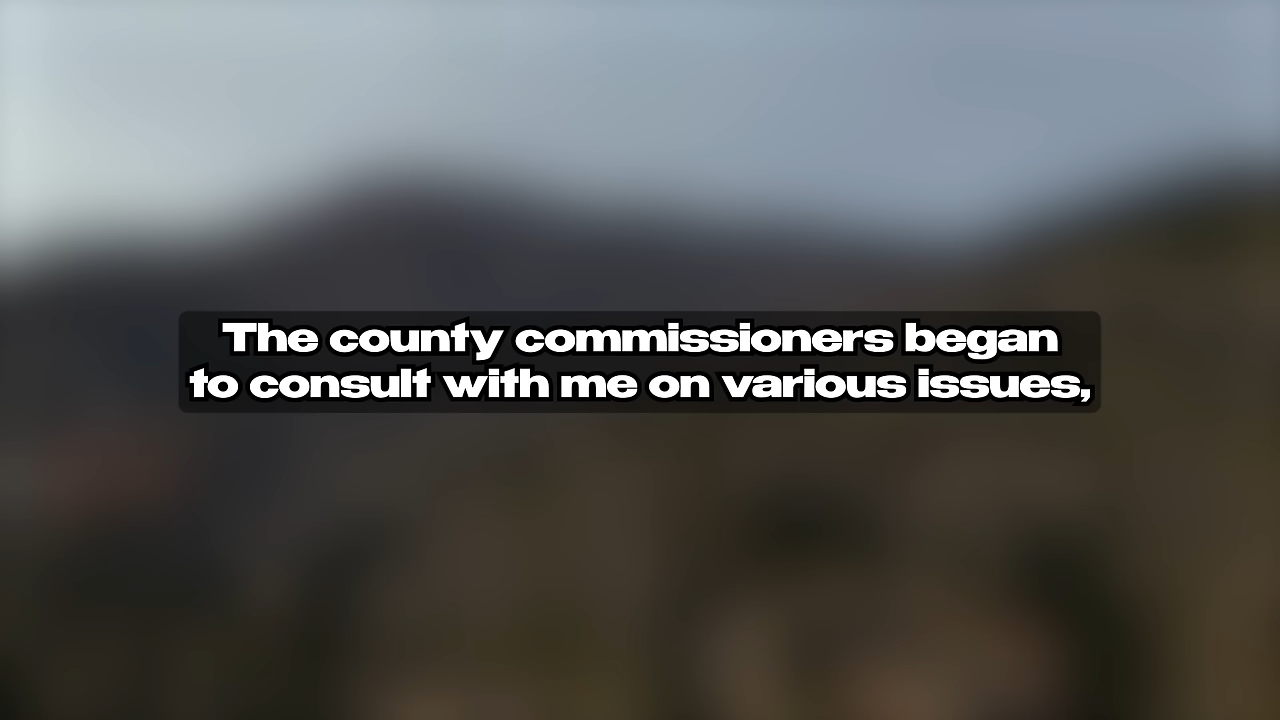 The county commissioners began
to consult with me on various issues,